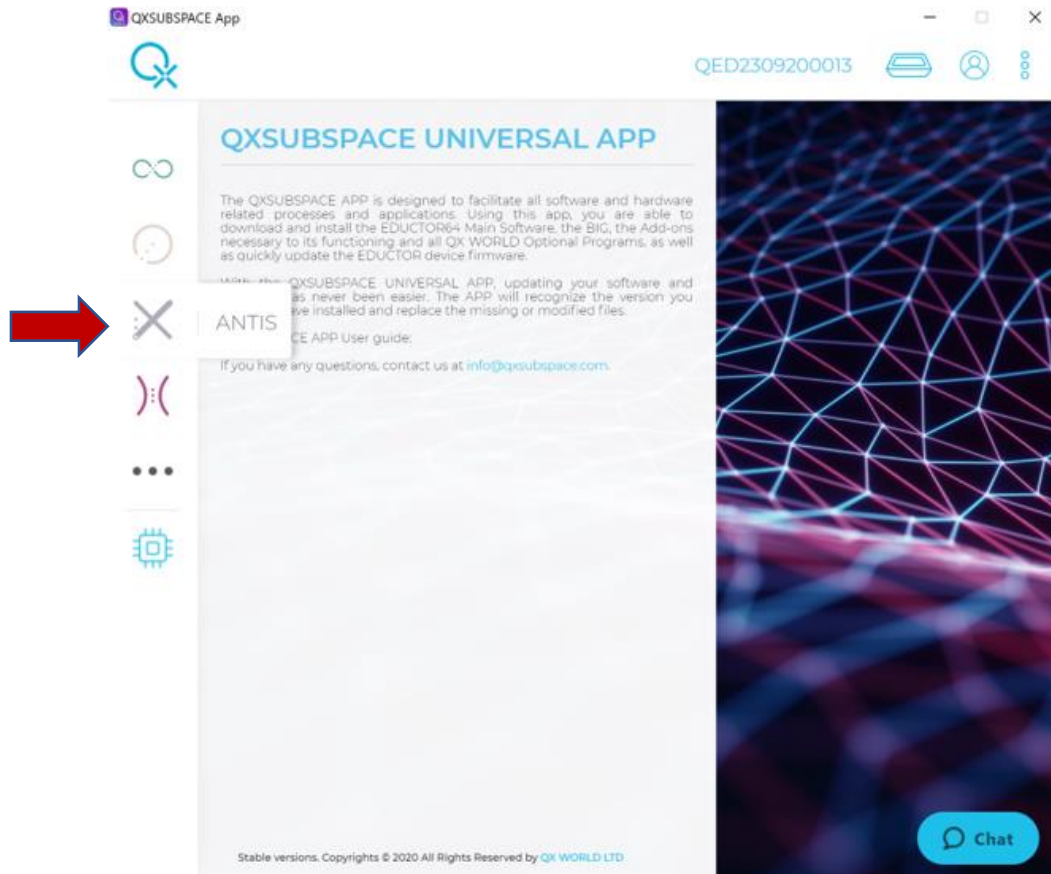 QXSUBSPACE App
QED2309200013
QXSUBSPACE UNIVERSAL APP
The QXSUBSPACE APP is designed to facilitate all software and hardware
related processes and applications. Using this app, you are able to
download and install the EDUCTOR64 Main Software, the BIG, the Add-ons
necessary to its functioning and all QX WORLD Optional Programs, as well
as quickly update the EDUCTOR device firmware.
With the QXSUBSPACE UNIVERSAL APP, updating your software and
as never been easier. The APP will recognize the version you
ve installed and replace the missing or modified files.
ANTIS
CE APP User guide:
If you have any questions, contact us at info@qxsubspace.com.
Stable versions. Copyrights © 2020 All Rights Reserved by QX WORLD LTD
Chat